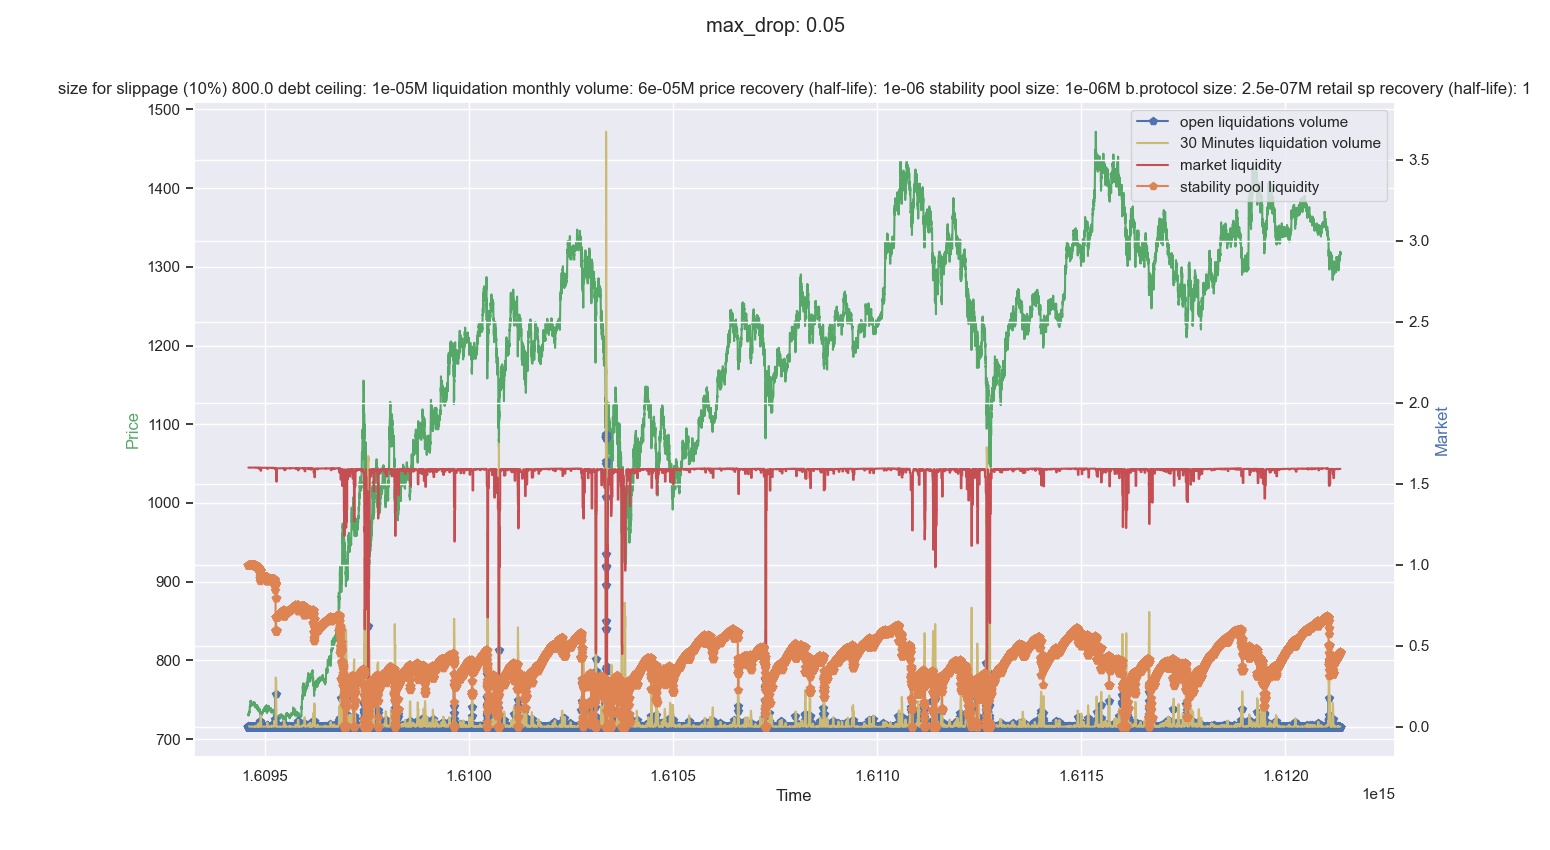 max_drop: 0.05
size for slippage (10%) 800.0 debt ceiling: 1e-05M liquidation monthly volume: 6e-05M price recovery (half-life): 1e-06 stability pool size: 1e-06M b.protocol size: 2.5e-07M retail sp recovery (half-life): 1
open liquidations volume
30 Minutes liquidation volume
market liquidity
stability pool liquidity
1500
1400
1300
1200
1100
1000
900
800
700
Price
3.5
3.0
2.5
2.0
1.5
1.0
0.5
0.0
Market
1.6095 1.6100 1.6105 1.6110 1.6115 1.6120
1e15
Time